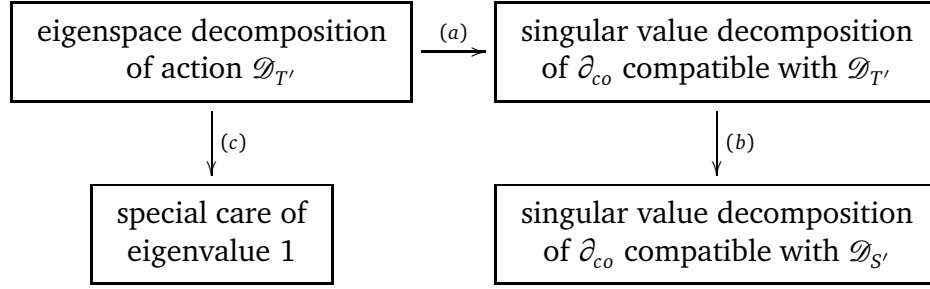 eigenspace decomposition
of action 𝒟_{T′}
(a)
singular value decomposition
of ∂_{co} compatible with 𝒟_{T′}
(c)
(b)
special care of
eigenvalue 1
singular value decomposition
of ∂_{co} compatible with 𝒟_{S′}